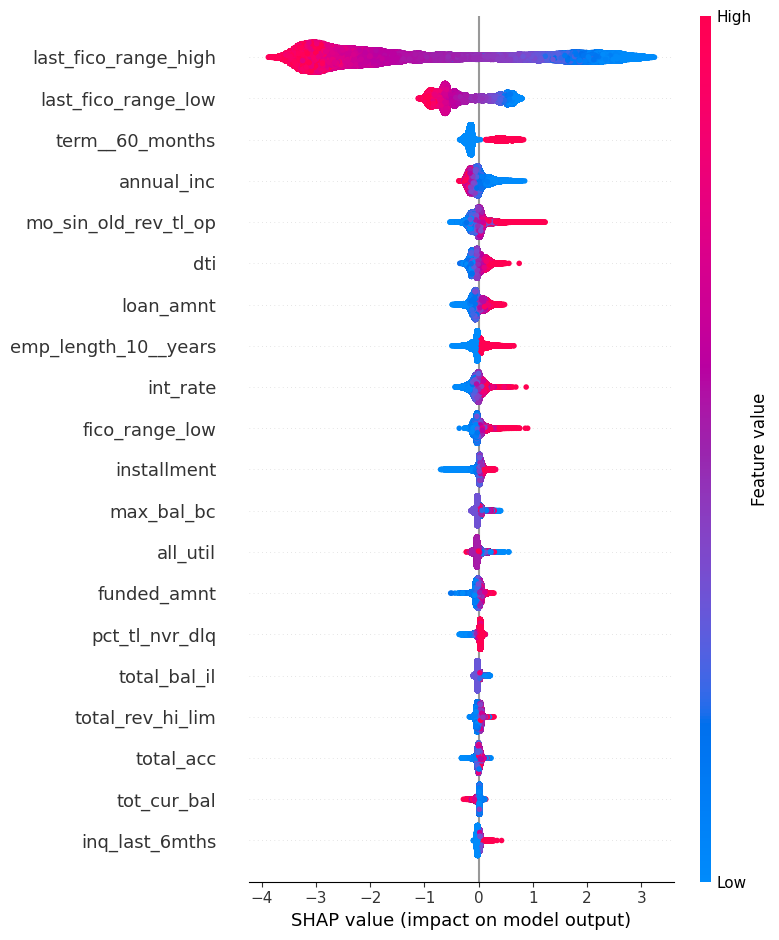 High
last_fico_range_high
last_fico_range_low
term__60_months
annual_inc
mo_sin_old_rev_tl_op
dti
loan_amnt
emp_length_10__years
int_rate
fico_range_low
installment
max_bal_bc
all_util
funded_amnt
pct_tl_nvr_dlq
total_bal_il
total_rev_hi_lim
total_acc
tot_cur_bal
inq_last_6mths
Feature value
Low
−4 −3 −2 −1 0 1 2 3
SHAP value (impact on model output)